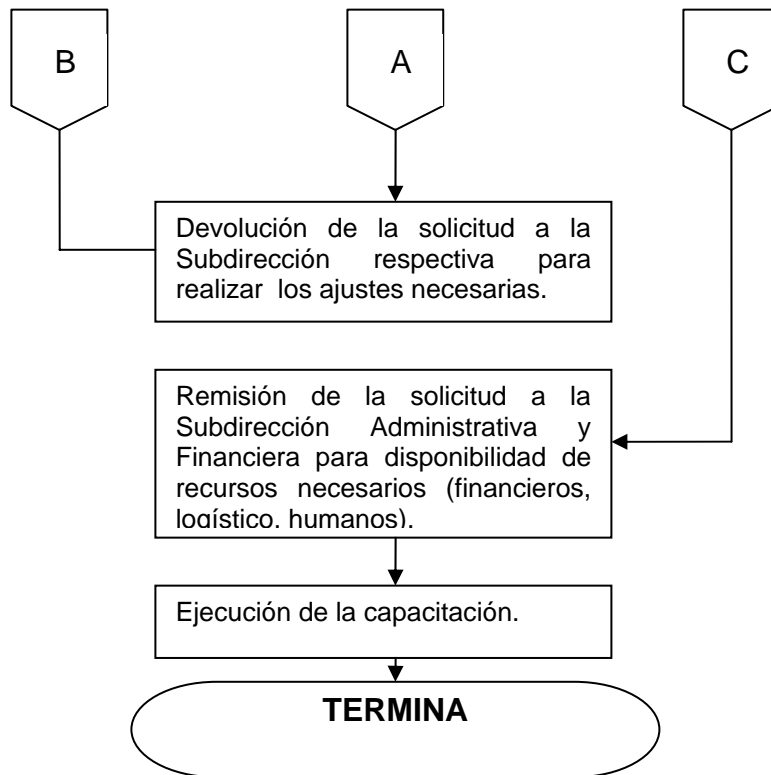 B
A
C
Devolución de la solicitud a la
Subdirección respectiva para
realizar los ajustes necesarias.
Remisión de la solicitud a la
Subdirección Administrativa y
Financiera para disponibilidad de
recursos necesarios (financieros,
logístico, humanos).
Ejecución de la capacitación.
TERMINA